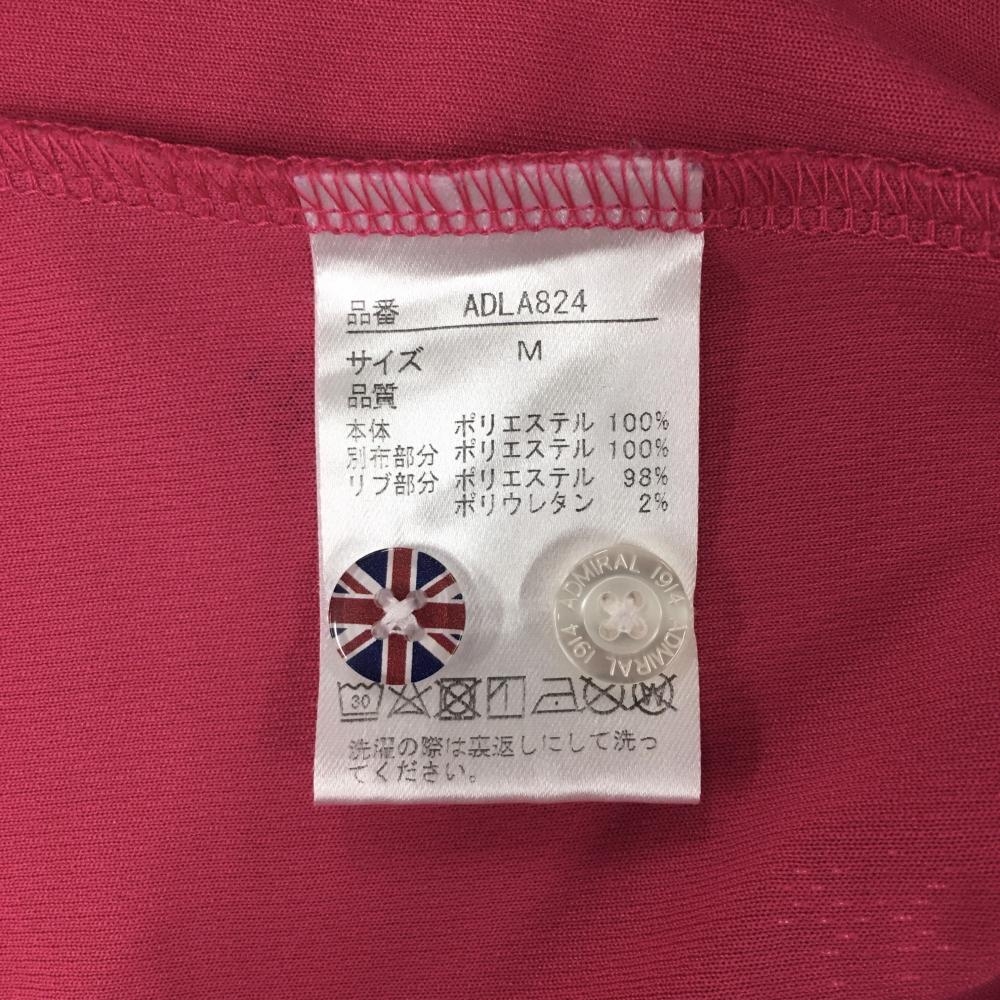 品番 ADLA824
サイズ M
品質
本体 ポリエステル 100%
別布部分 ポリエステル 100%
リブ部分 ポリエステル 98%
ポリウレタン 2%
ADMIRAL 1914 ADMIRAL 1914
30
洗濯の際は裏返しにして洗っ
てください。